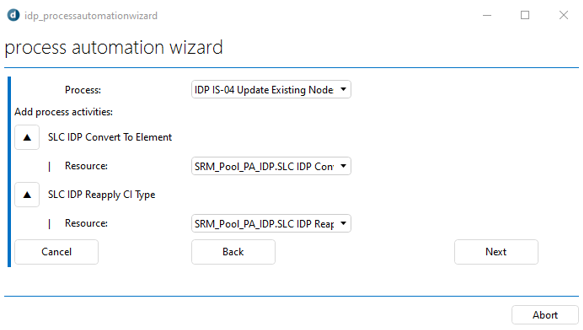 idp_processautomationwizard
process automation wizard
Process: IDP IS-04 Update Existing Node
Add process activities:
SLC IDP Convert To Element
| Resource: SRM_Pool_PA_IDP.SLC IDP Con
SLC IDP Reapply CI Type
| Resource: SRM_Pool_PA_IDP.SLC IDP Reap
Cancel Back Next
Abort